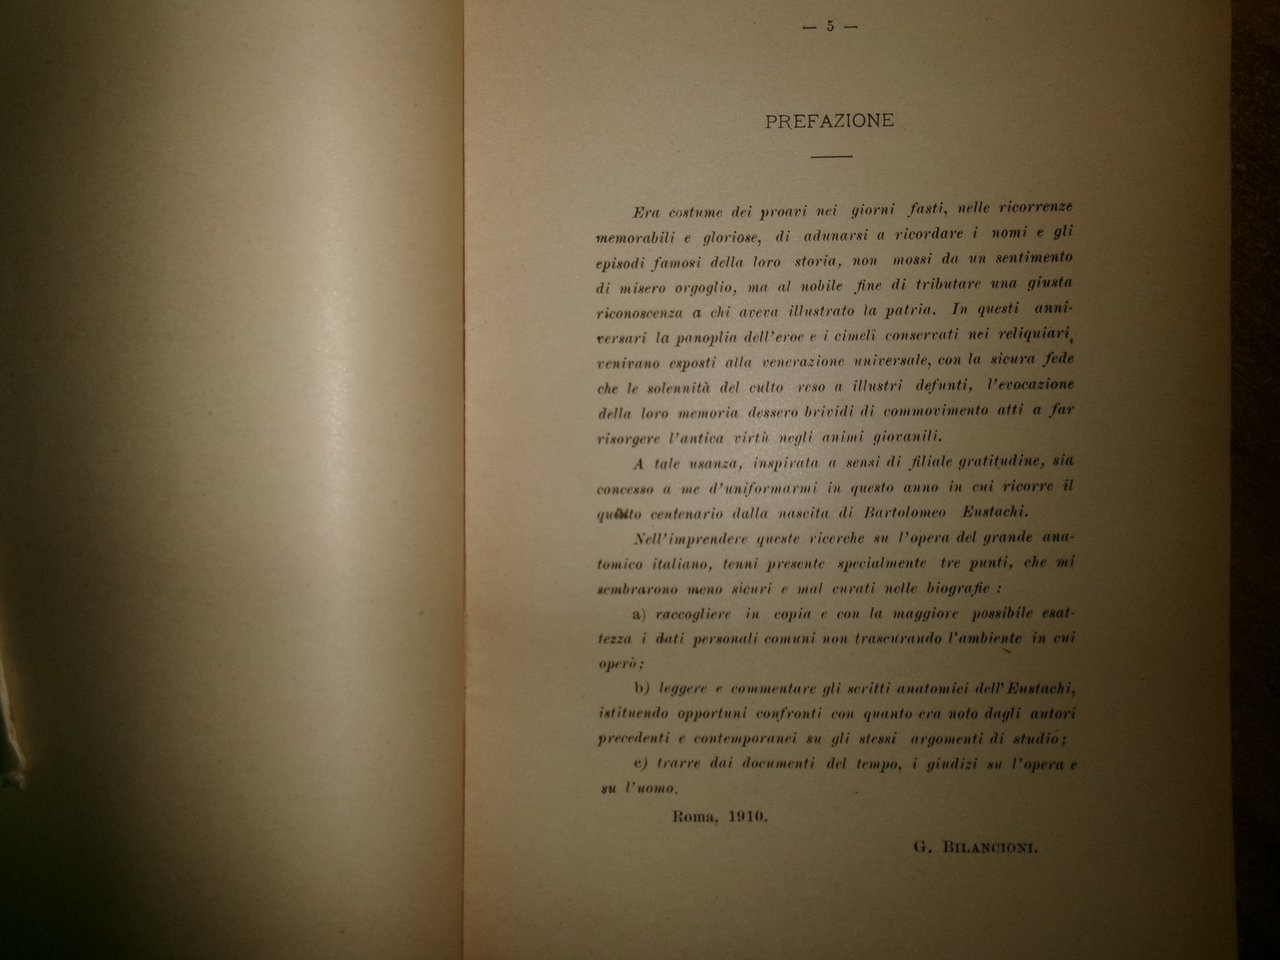 — 5 —
PREFAZIONE
Era costume dei proavi nei giorni fasti, nelle ricorrenze
memorabili e gloriose, di adunarsi a ricordare i nomi e gli
episodi famosi della loro storia, non mossi da un sentimento
di misero orgoglio, ma al nobile fine di tributare una giusta
riconoscenza a chi aveva illustrato la patria. In questi anni-
versari la panoplia dell'eroe e i cimelî conservati nei reliquiari,
venivano esposti alla venerazione universale, con la sicura fede
che le solennità del culto reso a illustri defunti, l'evocazione
della loro memoria dessero brividi di commovimento atti a far
risorgere l'antica virtù negli animi giovanili.
A tale usanza, inspirata a sensi di filiale gratitudine, sia
concesso a me d'uniformarmi in questo anno in cui ricorre il
centenario dalla nascita di Bartolomeo Eustachi.
Nell'imprendere queste ricerche su l'opera del grande ana-
tomico italiano, tenni presente specialmente tre punti, che mi
sembrarono meno sicuri e mal curati nelle biografie :
a) raccogliere in copia e con la maggiore possibile esat-
tezza i dati personali comuni non trascurando l'ambiente in cui
operò ;
b) leggere e commentare gli scritti anatomici dell'Eustachi,
istituendo opportuni confronti con quanto era noto dagli autori
precedenti e contemporanei su gli stessi argomenti di studio ;
c) trarre dai documenti del tempo, i giudizi su l'opera e
su l'uomo.
Roma, 1910.
G. BILANCIONI.